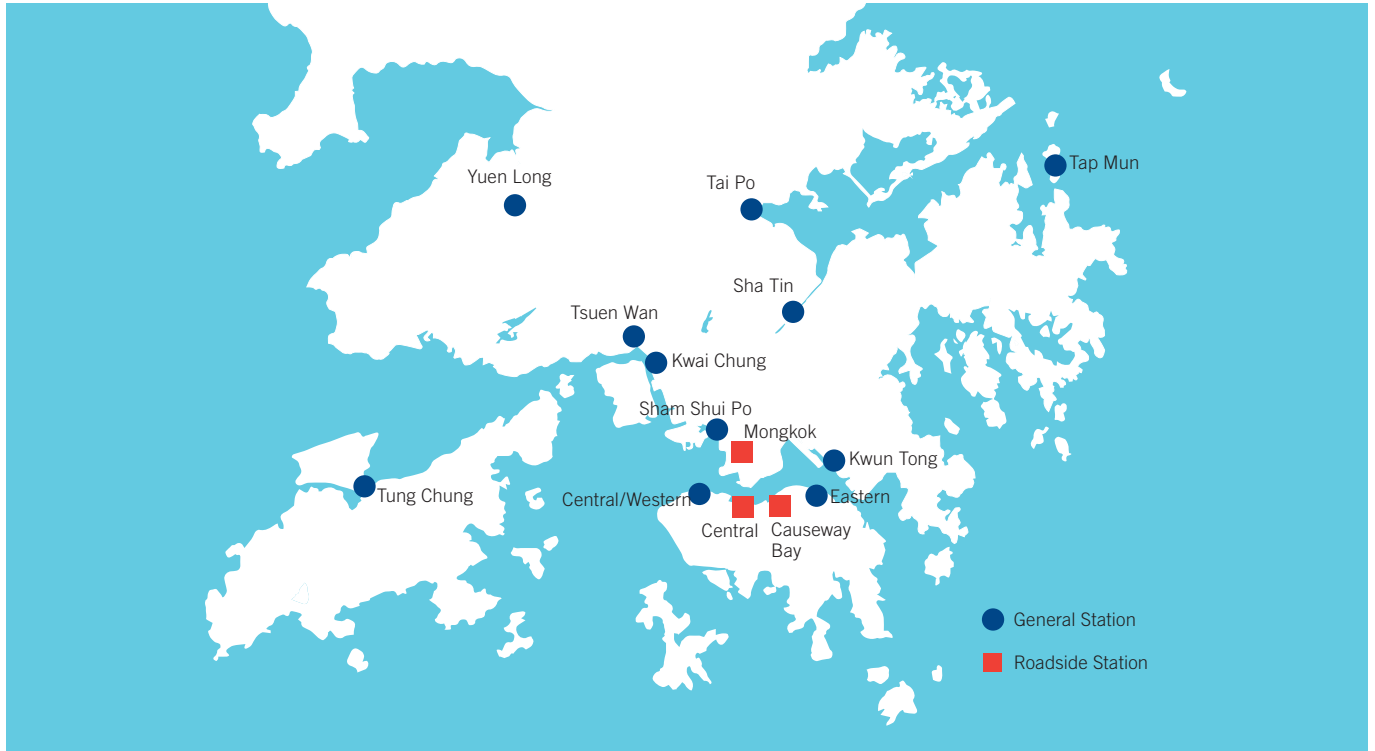 Tap Mun
Yuen Long
Tai Po
Sha Tin
Tsuen Wan
Kwai Chung
Sham Shui Po
Mongkok
Kwun Tong
Tung Chung
Central/Western
Eastern
Central
Causeway
Bay
General Station
Roadside Station